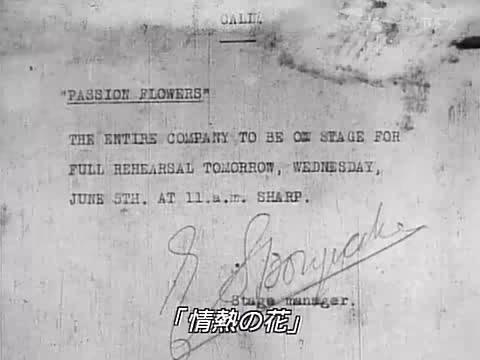 CALL
"PASSION FLOWERS"
THE ENTIRE COMPANY TO BE ON STAGE FOR
FULL REHEARSAL TOMORROW, WEDNESDAY,
JUNE 5TH. AT 11.a.m. SHARP.
Stage manager.
「情熱の花」